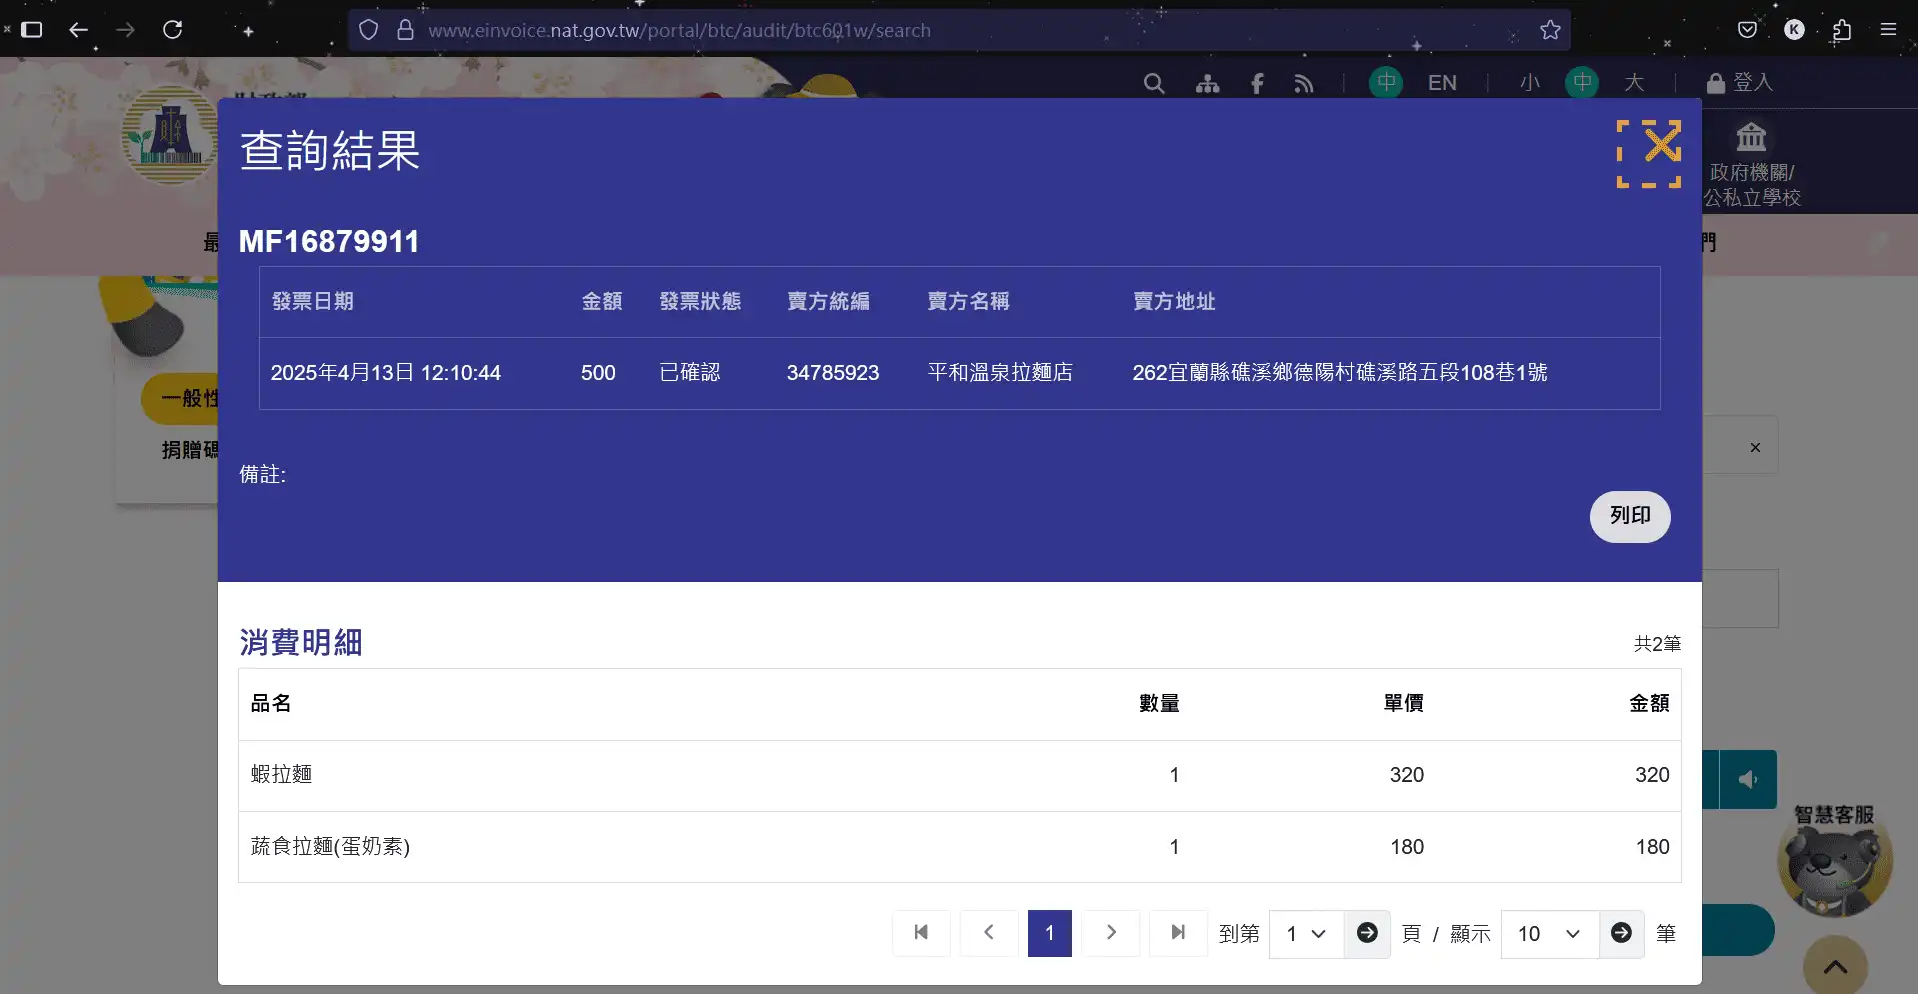 www.einvoice.nat.gov.tw/portal/btc/audit/btc601w/search
K
中 EN 小 中 大 登入
政府機關/
公私立學校
查詢結果
MF16879911
發票日期 金額 發票狀態 賣方統編 賣方名稱 賣方地址
2025年4月13日 12:10:44 500 已確認 34785923 平和溫泉拉麵店 262宜蘭縣礁溪鄉德陽村礁溪路五段108巷1號
一般性
捐贈碼
備註:
列印
消費明細
共2筆
品名 數量 單價 金額
蝦拉麵 1 320 320
蔬食拉麵(蛋奶素) 1 180 180
智慧客服
1 到第 1 頁 / 顯示 10 筆